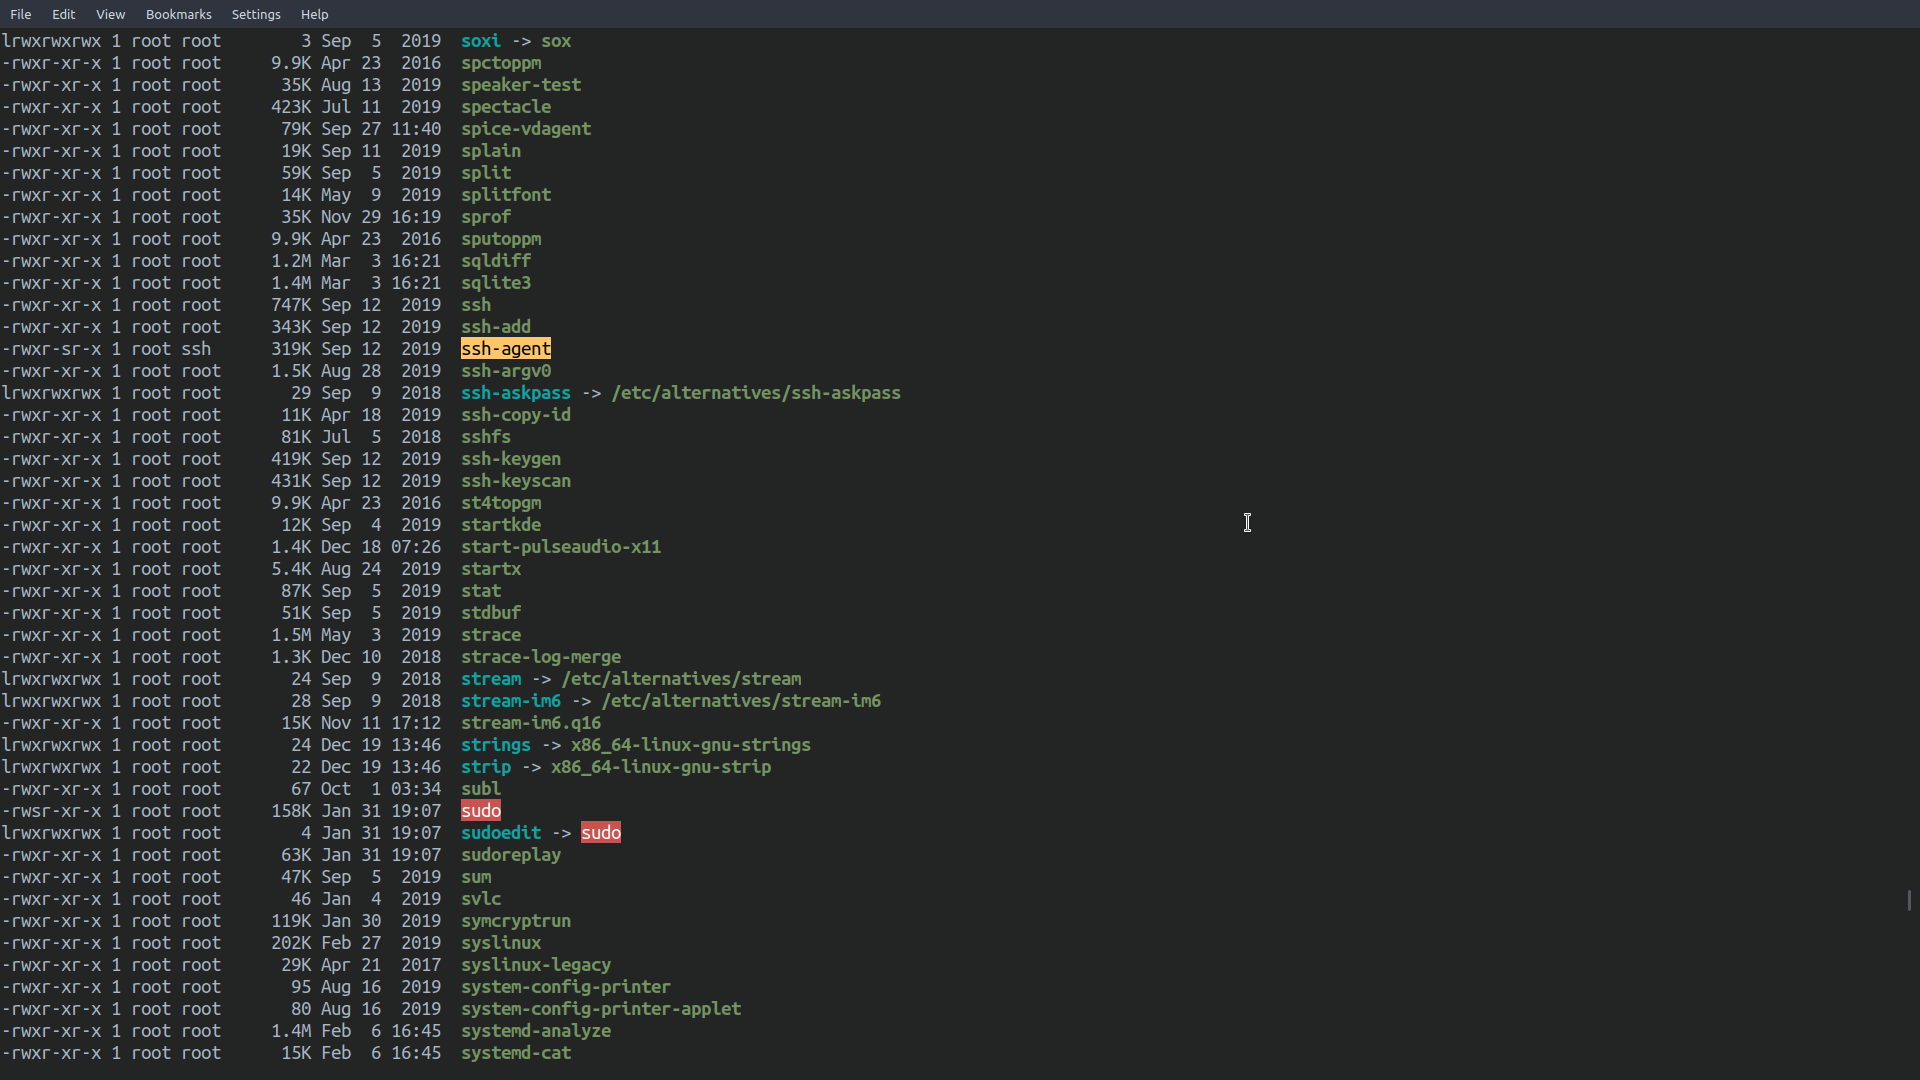 File Edit View Bookmarks Settings Help
lrwxrwxrwx 1 root root        3 Sep  5  2019  soxi -> sox
-rwxr-xr-x 1 root root     9.9K Apr 23  2016  spctoppm
-rwxr-xr-x 1 root root      35K Aug 13  2019  speaker-test
-rwxr-xr-x 1 root root     423K Jul 11  2019  spectacle
-rwxr-xr-x 1 root root      79K Sep 27 11:40  spice-vdagent
-rwxr-xr-x 1 root root      19K Sep 11  2019  splain
-rwxr-xr-x 1 root root      59K Sep  5  2019  split
-rwxr-xr-x 1 root root      14K May  9  2019  splitfont
-rwxr-xr-x 1 root root      35K Nov 29 16:19  sprof
-rwxr-xr-x 1 root root     9.9K Apr 23  2016  sputoppm
-rwxr-xr-x 1 root root     1.2M Mar  3 16:21  sqldiff
-rwxr-xr-x 1 root root     1.4M Mar  3 16:21  sqlite3
-rwxr-xr-x 1 root root     747K Sep 12  2019  ssh
-rwxr-xr-x 1 root root     343K Sep 12  2019  ssh-add
-rwxr-sr-x 1 root ssh      319K Sep 12  2019  ssh-agent
-rwxr-xr-x 1 root root     1.5K Aug 28  2019  ssh-argv0
lrwxrwxrwx 1 root root       29 Sep  9  2018  ssh-askpass -> /etc/alternatives/ssh-askpass
-rwxr-xr-x 1 root root      11K Apr 18  2019  ssh-copy-id
-rwxr-xr-x 1 root root      81K Jul  5  2018  sshfs
-rwxr-xr-x 1 root root     419K Sep 12  2019  ssh-keygen
-rwxr-xr-x 1 root root     431K Sep 12  2019  ssh-keyscan
-rwxr-xr-x 1 root root     9.9K Apr 23  2016  st4topgm
-rwxr-xr-x 1 root root      12K Sep  4  2019  startkde
-rwxr-xr-x 1 root root     1.4K Dec 18 07:26  start-pulseaudio-x11
-rwxr-xr-x 1 root root     5.4K Aug 24  2019  startx
-rwxr-xr-x 1 root root      87K Sep  5  2019  stat
-rwxr-xr-x 1 root root      51K Sep  5  2019  stdbuf
-rwxr-xr-x 1 root root     1.5M May  3  2019  strace
-rwxr-xr-x 1 root root     1.3K Dec 10  2018  strace-log-merge
lrwxrwxrwx 1 root root       24 Sep  9  2018  stream -> /etc/alternatives/stream
lrwxrwxrwx 1 root root       28 Sep  9  2018  stream-im6 -> /etc/alternatives/stream-im6
-rwxr-xr-x 1 root root      15K Nov 11 17:12  stream-im6.q16
lrwxrwxrwx 1 root root       24 Dec 19 13:46  strings -> x86_64-linux-gnu-strings
lrwxrwxrwx 1 root root       22 Dec 19 13:46  strip -> x86_64-linux-gnu-strip
-rwxr-xr-x 1 root root       67 Oct  1 03:34  subl
-rwsr-xr-x 1 root root     158K Jan 31 19:07  sudo
lrwxrwxrwx 1 root root        4 Jan 31 19:07  sudoedit -> sudo
-rwxr-xr-x 1 root root      63K Jan 31 19:07  sudoreplay
-rwxr-xr-x 1 root root      47K Sep  5  2019  sum
-rwxr-xr-x 1 root root       46 Jan  4  2019  svlc
-rwxr-xr-x 1 root root     119K Jan 30  2019  symcryptrun
-rwxr-xr-x 1 root root     202K Feb 27  2019  syslinux
-rwxr-xr-x 1 root root      29K Apr 21  2017  syslinux-legacy
-rwxr-xr-x 1 root root       95 Aug 16  2019  system-config-printer
-rwxr-xr-x 1 root root       80 Aug 16  2019  system-config-printer-applet
-rwxr-xr-x 1 root root     1.4M Feb  6 16:45  systemd-analyze
-rwxr-xr-x 1 root root      15K Feb  6 16:45  systemd-cat